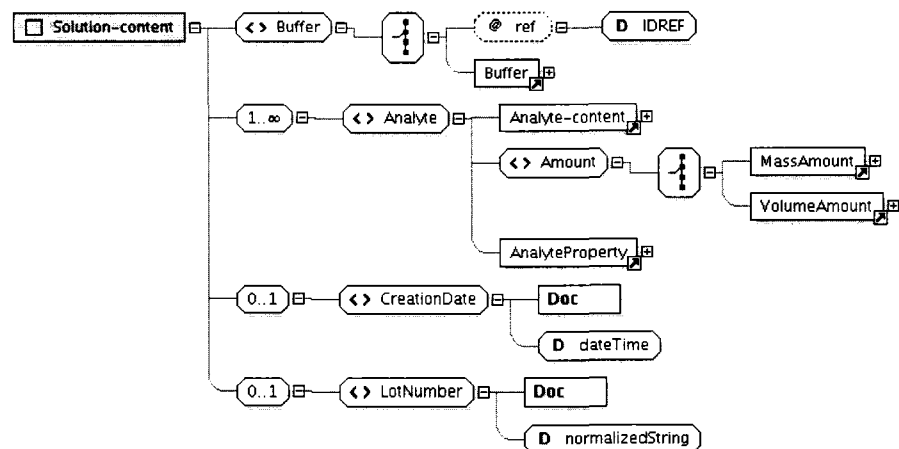 Solution-content
<> Buffer
@ ref
D IDREF
Buffer
1..∞
<> Analyte
Analyte-content
<> Amount
MassAmount
VolumeAmount
AnalyteProperty
0..1
<> CreationDate
Doc
D dateTime
0..1
<> LotNumber
Doc
D normalizedString